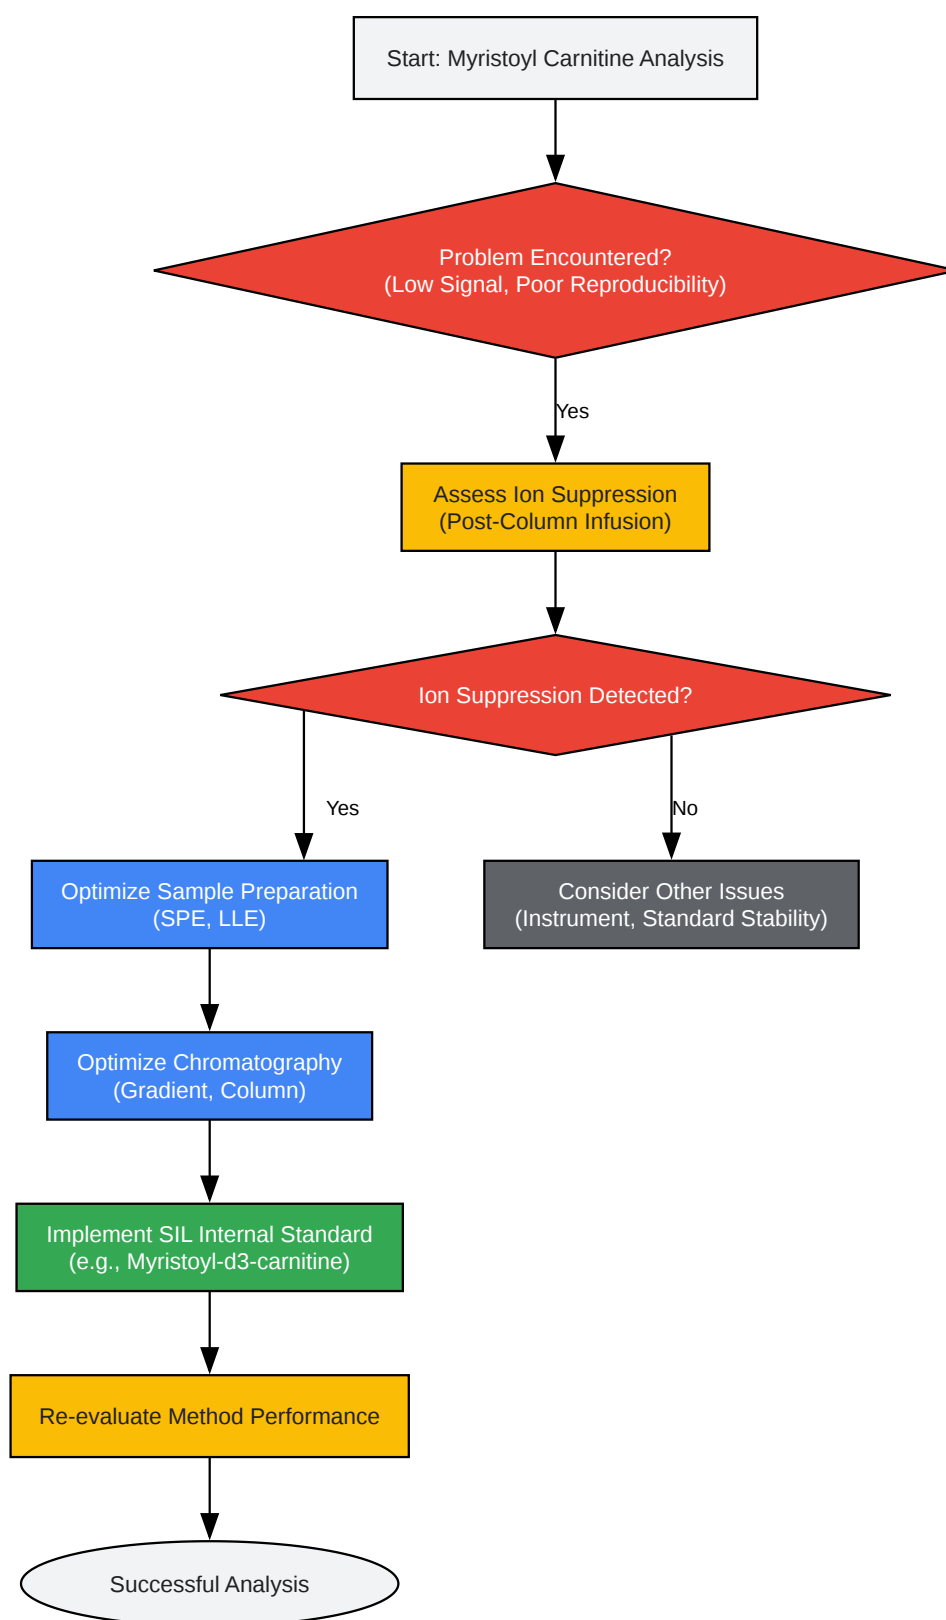 Start: Myristoyl Carnitine Analysis
Problem Encountered?
(Low Signal, Poor Reproducibility)
Yes
Assess Ion Suppression
(Post-Column Infusion)
Ion Suppression Detected?
Yes
No
Optimize Sample Preparation
(SPE, LLE)
Consider Other Issues
(Instrument, Standard Stability)
Optimize Chromatography
(Gradient, Column)
Implement SIL Internal Standard
(e.g., Myristoyl-d3-carnitine)
Re-evaluate Method Performance
Successful Analysis